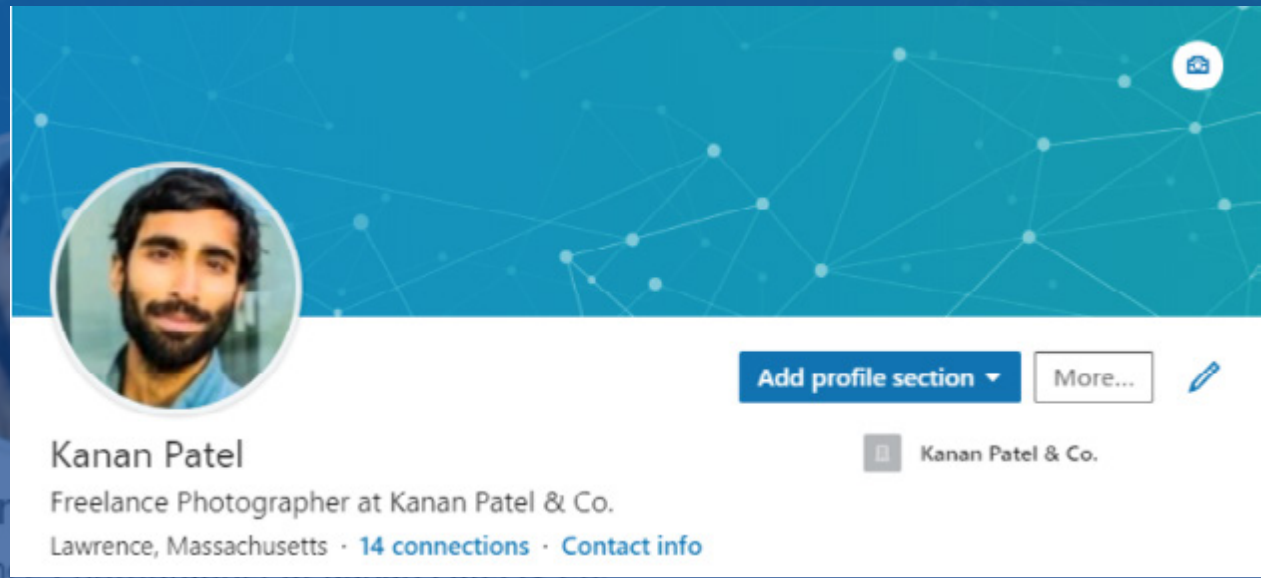 Add profile section
More...
Kanan Patel
Kanan Patel & Co.
Freelance Photographer at Kanan Patel & Co.
Lawrence, Massachusetts · 14 connections · Contact info